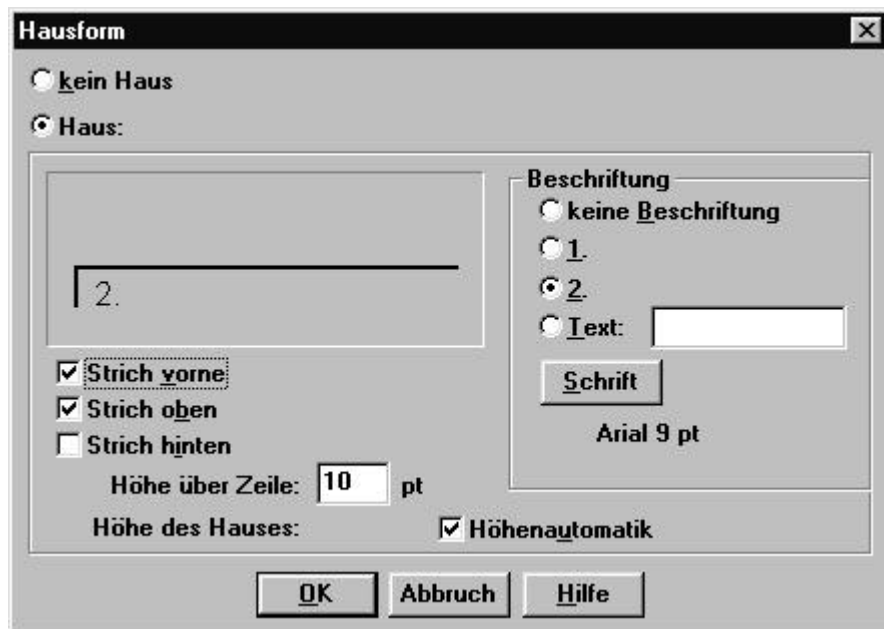 Hausform
kein Haus
Haus:
2.
Strich vorne
Strich oben
Strich hinten
Höhe über Zeile: 10 pt
Höhe des Hauses: Höhenautomatik
Beschriftung
keine Beschriftung
1.
2.
Text:
Schrift
Arial 9 pt
OK Abbruch Hilfe